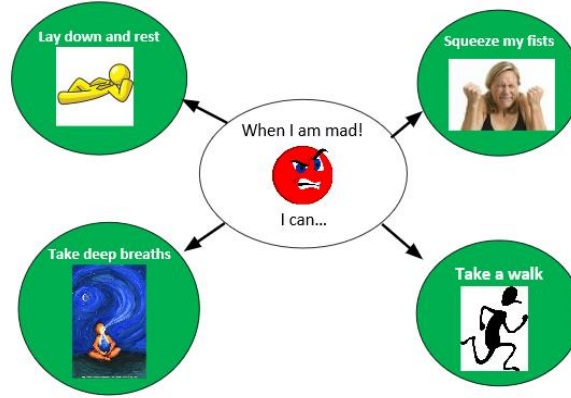 Lay down and rest
Squeeze my fists
When I am mad!
I can...
Take deep breaths
Take a walk